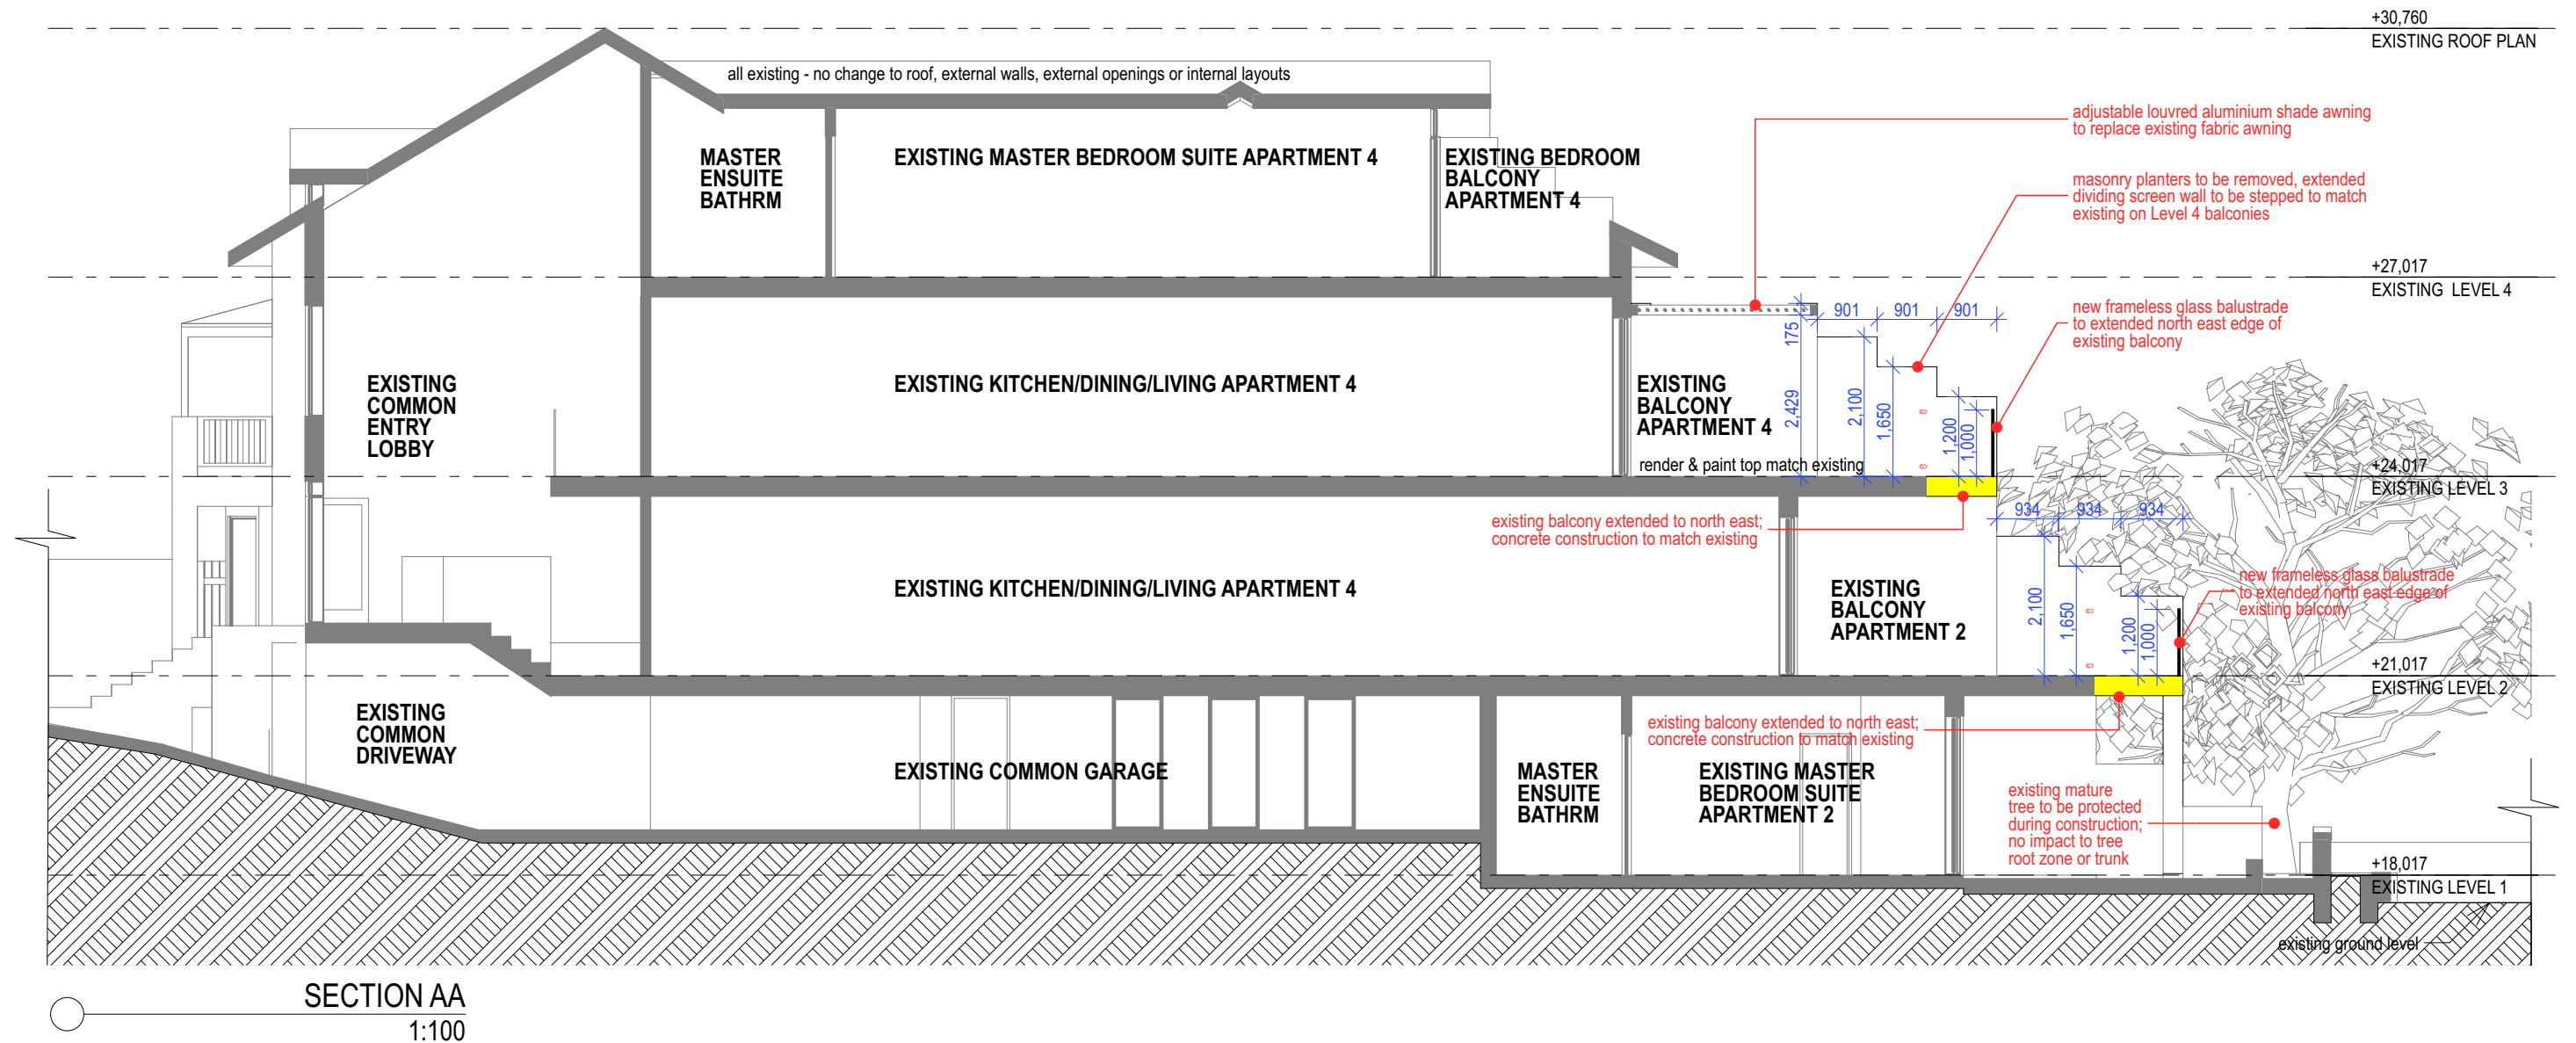 +30,760
EXISTING ROOF PLAN
all existing - no change to roof, external walls, external openings or internal layouts
adjustable louvred aluminium shade awning
to replace existing fabric awning
MASTER
ENSUITE
BATHRM
EXISTING MASTER BEDROOM SUITE APARTMENT 4
EXISTING BEDROOM
BALCONY
APARTMENT 4
masonry planters to be removed, extended
dividing screen wall to be stepped to match
existing on Level 4 balconies
+27,017
EXISTING LEVEL 4
901
901
901
new frameless glass balustrade
to extended north east edge of
existing balcony
175
2,429
2,100
1,650
1,200
1,000
EXISTING
COMMON
ENTRY
LOBBY
EXISTING KITCHEN/DINING/LIVING APARTMENT 4
EXISTING
BALCONY
APARTMENT 4
render & paint top match existing
+24,017
EXISTING LEVEL 3
existing balcony extended to north east;
concrete construction to match existing
934
934
934
EXISTING KITCHEN/DINING/LIVING APARTMENT 4
EXISTING
BALCONY
APARTMENT 2
2,100
1,650
1,200
1,000
new frameless glass balustrade
to extended north east edge of
existing balcony
+21,017
EXISTING LEVEL 2
EXISTING
COMMON
DRIVEWAY
existing balcony extended to north east;
concrete construction to match existing
EXISTING COMMON GARAGE
MASTER
ENSUITE
BATHRM
EXISTING MASTER
BEDROOM SUITE
APARTMENT 2
existing mature
tree to be protected
during construction;
no impact to tree
root zone or trunk
+18,017
EXISTING LEVEL 1
existing ground level
SECTION AA
1:100